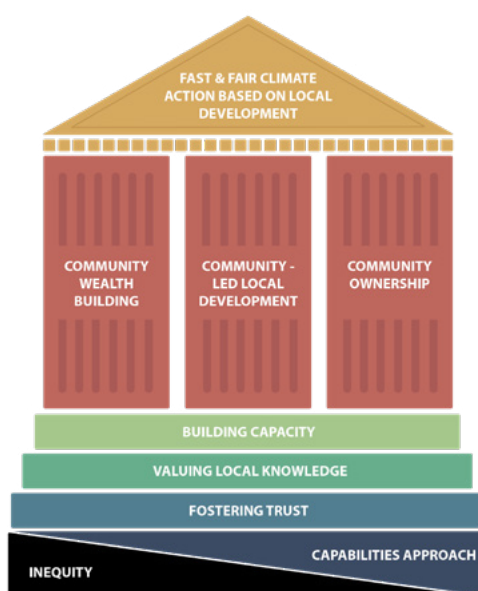 FAST & FAIR CLIMATE
ACTION BASED ON LOCAL
DEVELOPMENT
COMMUNITY
WEALTH
BUILDING
COMMUNITY -
LED LOCAL
DEVELOPMENT
COMMUNITY
OWNERSHIP
BUILDING CAPACITY
VALUING LOCAL KNOWLEDGE
FOSTERING TRUST
CAPABILITIES APPROACH
INEQUITY